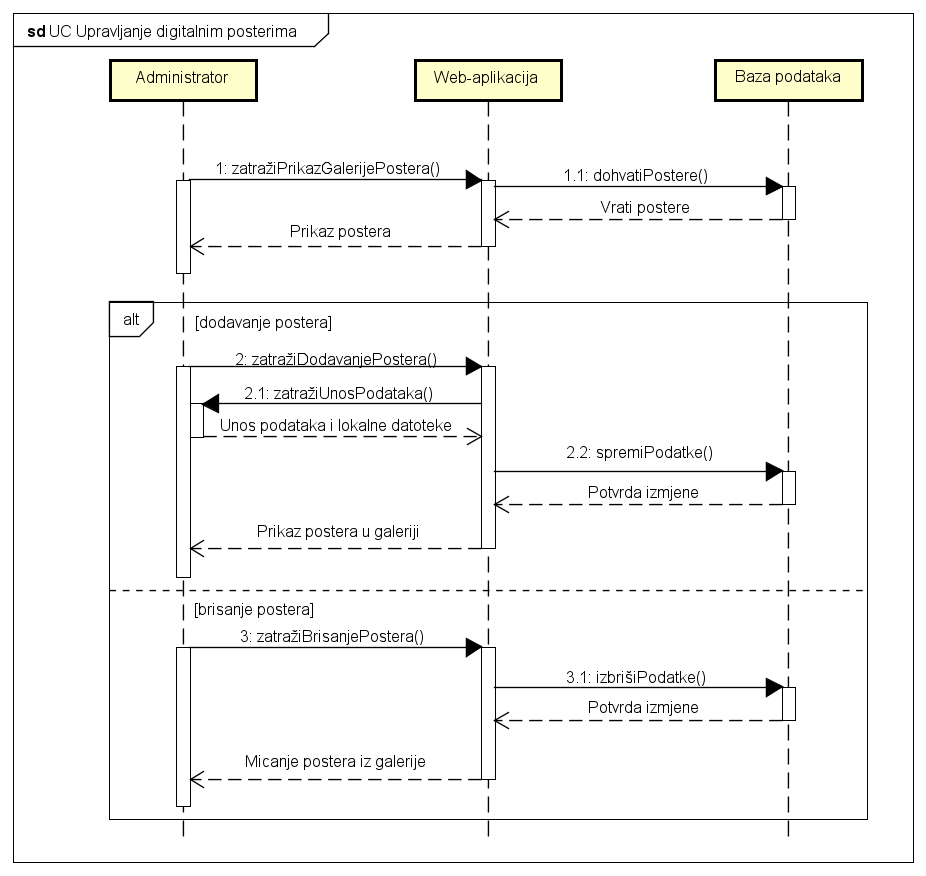 sd UC Upravljanje digitalnim posterima
Administrator
Web-aplikacija
Baza podataka
1: zatražiPrikazGalerijePostera()
1.1: dohvatiPostere()
Vrati postere
Prikaz postera
alt
[dodavanje postera]
2: zatražiDodavanjePostera()
2.1: zatražiUnosPodataka()
Unos podataka i lokalne datoteke
2.2: spremiPodatke()
Potvrda izmjene
Prikaz postera u galeriji
[brisanje postera]
3: zatražiBrisanjePostera()
3.1: izbrišiPodatke()
Potvrda izmjene
Micanje postera iz galerije